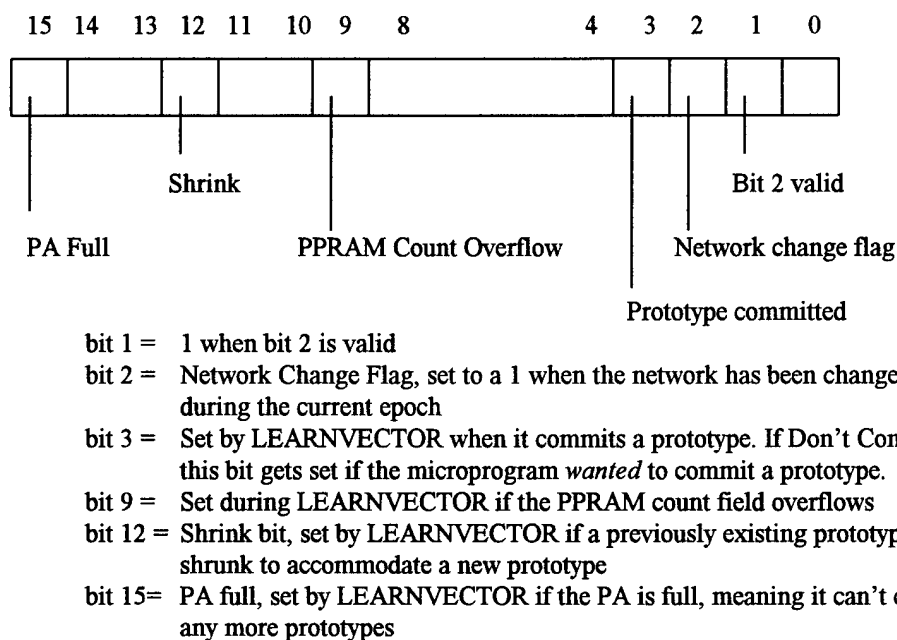 15 14 13 12 11 10 9 8 4 3 2 1 0
Shrink Bit 2 valid
PA Full PPRAM Count Overflow Network change flag
Prototype committed
bit 1 = 1 when bit 2 is valid
bit 2 = Network Change Flag, set to a 1 when the network has been change
during the current epoch
bit 3 = Set by LEARNVECTOR when it commits a prototype. If Don't Con
this bit gets set if the microprogram wanted to commit a prototype.
bit 9 = Set during LEARNVECTOR if the PPRAM count field overflows
bit 12 = Shrink bit, set by LEARNVECTOR if a previously existing prototyp
shrunk to accommodate a new prototype
bit 15= PA full, set by LEARNVECTOR if the PA is full, meaning it can't
any more prototypes